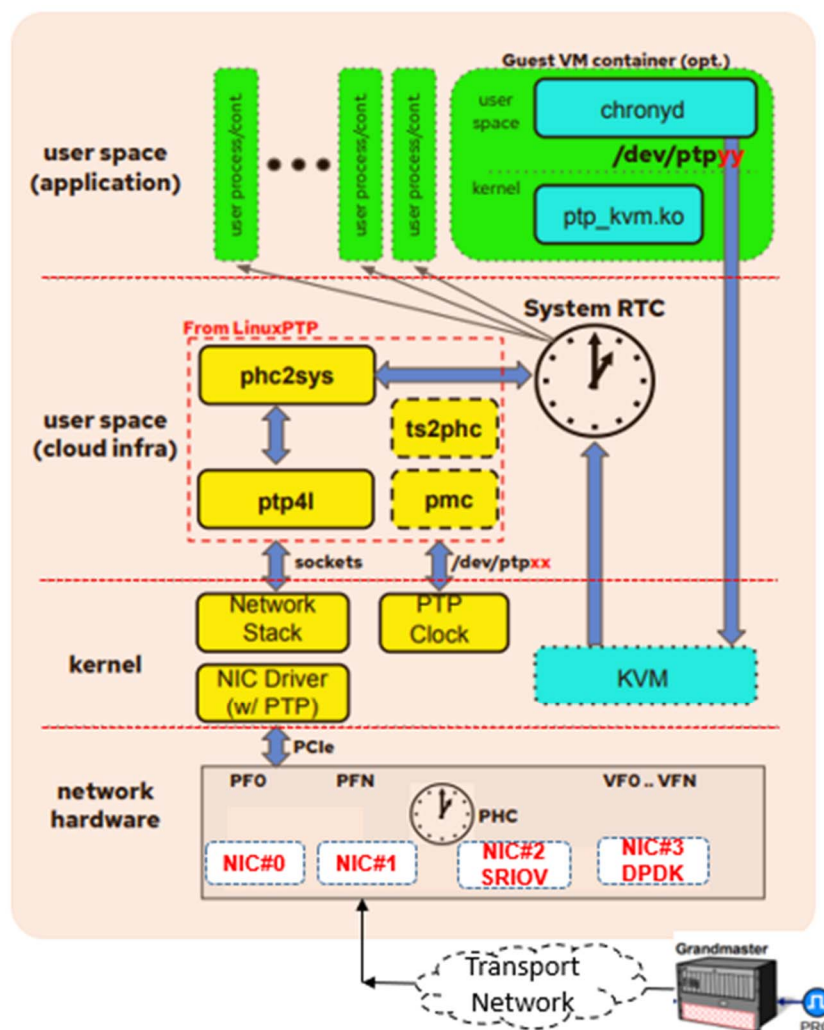 Guest VM container (opt.)
user process/cont.
user process/cont.
user process/cont.
user
space
chronyd
/dev/ptpyy
kernel
ptp_kvm.ko
user space
(application)
System RTC
From LinuxPTP
phc2sys
ts2phc
user space
(cloud infra)
ptp4l
pmc
sockets
/dev/ptpxx
Network
Stack
PTP
Clock
kernel
NIC Driver
(w/ PTP)
KVM
PCIe
network
hardware
PF0
PFN
VF0 .. VFN
PHC
NIC#0
NIC#1
NIC#2
SRIOV
NIC#3
DPDK
Grandmaster
Transport
Network